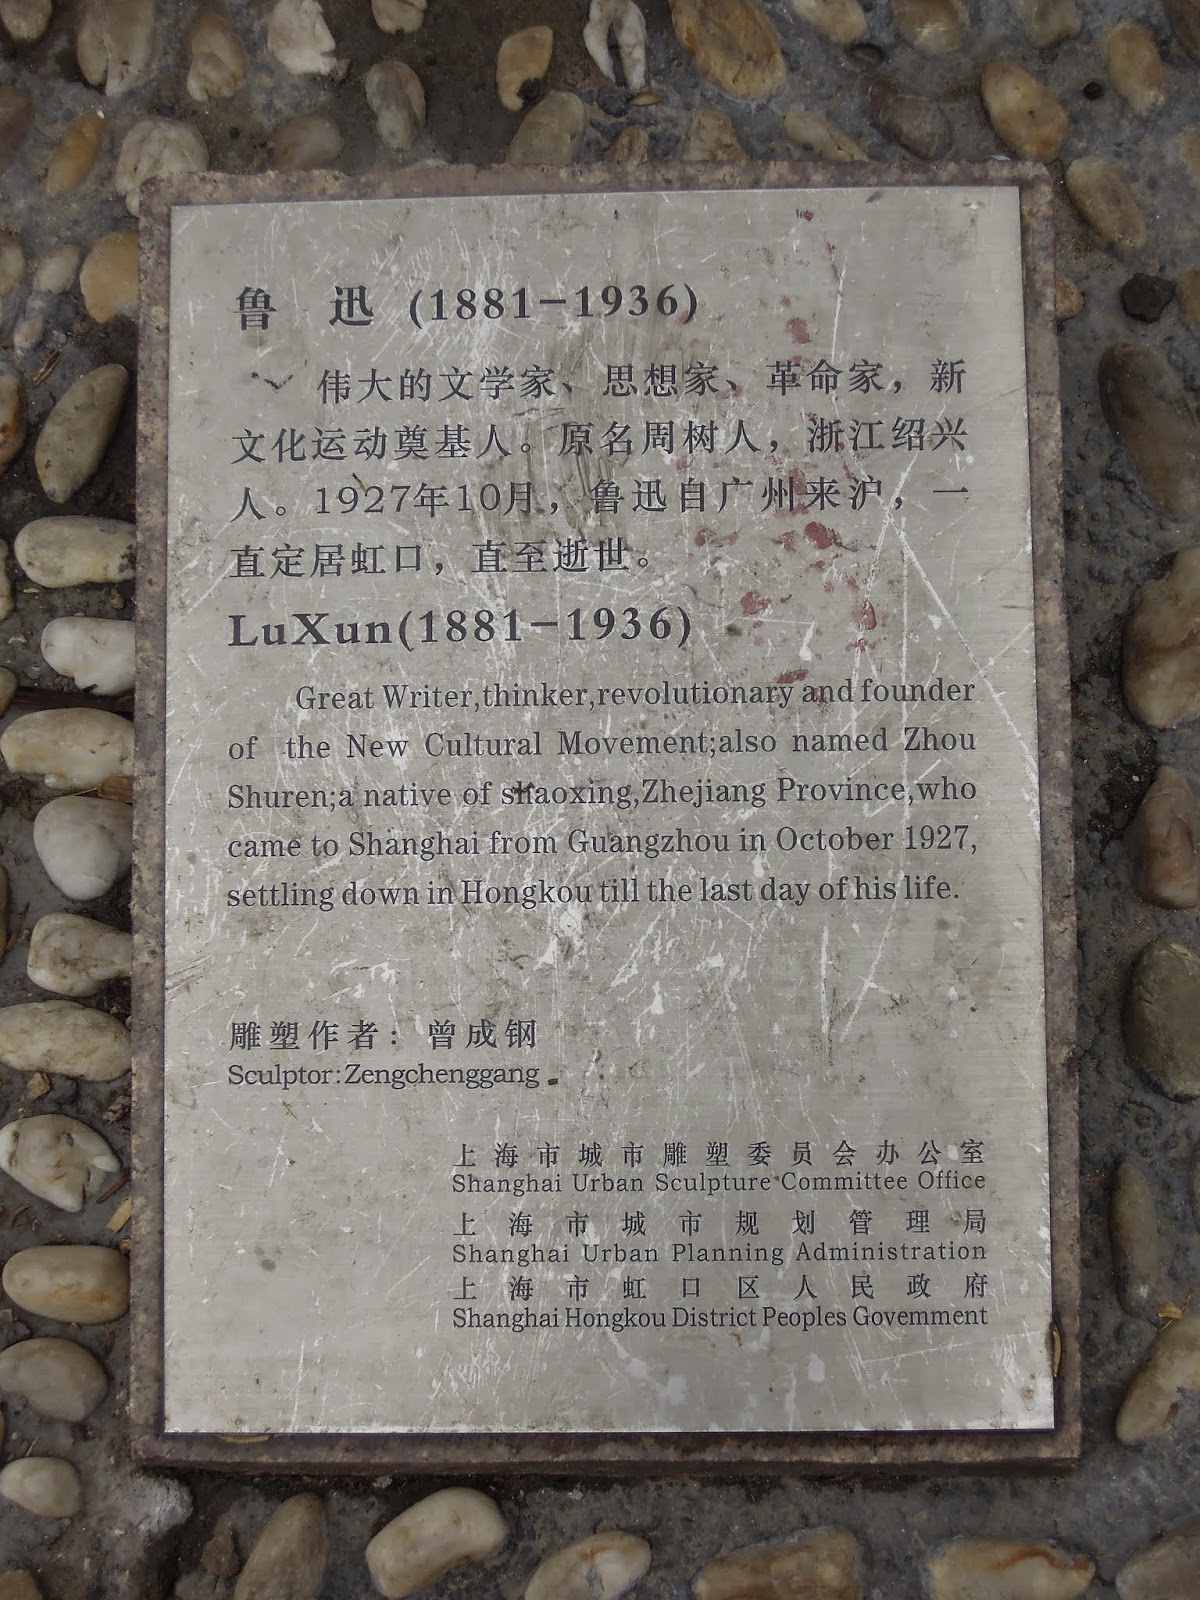 鲁 迅 (1881-1936)
伟大的文学家、思想家、革命家，新
文化运动奠基人。原名周树人，浙江绍兴
人。1927年10月，鲁迅自广州来沪，一
直定居虹口，直至逝世。
LuXun(1881-1936)
Great Writer,thinker,revolutionary and founder
of the New Cultural Movement;also named Zhou
Shuren;a native of shaoxing,Zhejiang Province,who
came to Shanghai from Guangzhou in October 1927,
settling down in Hongkou till the last day of his life.
雕塑作者：曾成钢
Sculptor:Zengchenggang
上海市城市雕塑委员会办公室
Shanghai Urban Sculpture Committee Office
上海市城市规划管理局
Shanghai Urban Planning Administration
上海市虹口区人民政府
Shanghai Hongkou District Peoples Govemment